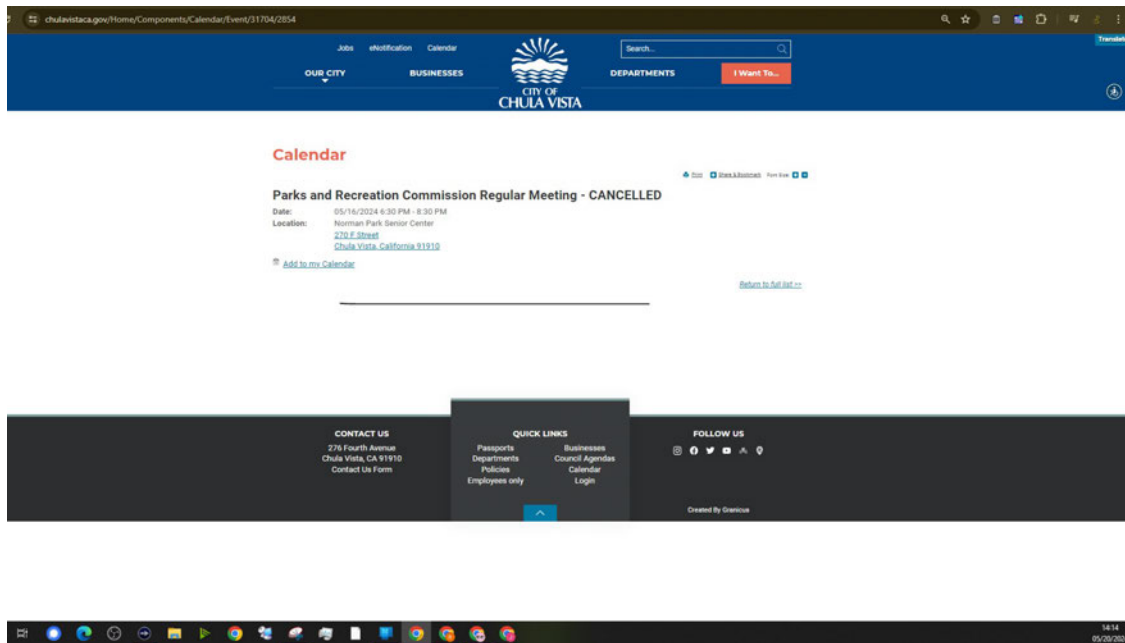 chulavistaca.gov/Home/Components/Calendar/Event/31704/2854
Translate
Jobs eNotification Calendar
Search...
OUR CITY BUSINESSES DEPARTMENTS I Want To...
CITY OF
CHULA VISTA
Calendar
Print Share & Bookmark Font Size:
Parks and Recreation Commission Regular Meeting - CANCELLED
Date: 05/16/2024 6:30 PM - 8:30 PM
Location: Norman Park Senior Center
270 F Street
Chula Vista, California 91910
Add to my Calendar
Return to full list >>
CONTACT US
276 Fourth Avenue
Chula Vista, CA 91910
Contact Us Form
QUICK LINKS
Passports Businesses
Departments Council Agendas
Policies Calendar
Employees only Login
FOLLOW US
Created By Granicus
14:14